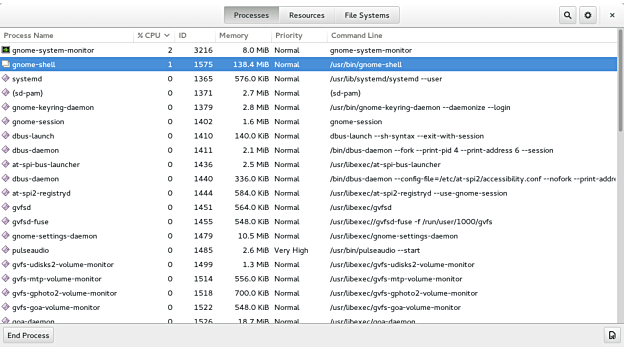 Processes Resources File Systems
Process Name % CPU ID Memory Priority Command Line
gnome-system-monitor 2 3216 8.0 MiB Normal gnome-system-monitor
gnome-shell 1 1575 138.4 MiB Normal /usr/bin/gnome-shell
systemd 0 1365 576.0 KiB Normal /usr/lib/systemd/systemd --user
(sd-pam) 0 1371 2.7 MiB Normal (sd-pam)
gnome-keyring-daemon 0 1379 2.8 MiB Normal /usr/bin/gnome-keyring-daemon --daemonize --login
gnome-session 0 1402 1.6 MiB Normal gnome-session
dbus-launch 0 1410 140.0 KiB Normal dbus-launch --sh-syntax --exit-with-session
dbus-daemon 0 1411 2.1 MiB Normal /bin/dbus-daemon --fork --print-pid 4 --print-address 6 --session
at-spi-bus-launcher 0 1436 2.5 MiB Normal /usr/libexec/at-spi-bus-launcher
dbus-daemon 0 1440 336.0 KiB Normal /bin/dbus-daemon --config-file=/etc/at-spi2/accessibility.conf --nofork --print-addre
at-spi2-registryd 0 1444 584.0 KiB Normal /usr/libexec/at-spi2-registryd --use-gnome-session
gvfsd 0 1451 564.0 KiB Normal /usr/libexec/gvfsd
gvfsd-fuse 0 1455 548.0 KiB Normal /usr/libexec//gvfsd-fuse -f /run/user/1000/gvfs
gnome-settings-daemon 0 1479 10.5 MiB Normal /usr/libexec/gnome-settings-daemon
pulseaudio 0 1485 2.6 MiB Very High /usr/bin/pulseaudio --start
gvfs-udisks2-volume-monitor 0 1499 1.3 MiB Normal /usr/libexec/gvfs-udisks2-volume-monitor
gvfs-mtp-volume-monitor 0 1514 556.0 KiB Normal /usr/libexec/gvfs-mtp-volume-monitor
gvfs-gphoto2-volume-monitor 0 1518 700.0 KiB Normal /usr/libexec/gvfs-gphoto2-volume-monitor
gvfs-goa-volume-monitor 0 1522 548.0 KiB Normal /usr/libexec/gvfs-goa-volume-monitor
goa-daemon 0 1526 18.7 MiB Normal /usr/libexec/goa-daemon
End Process